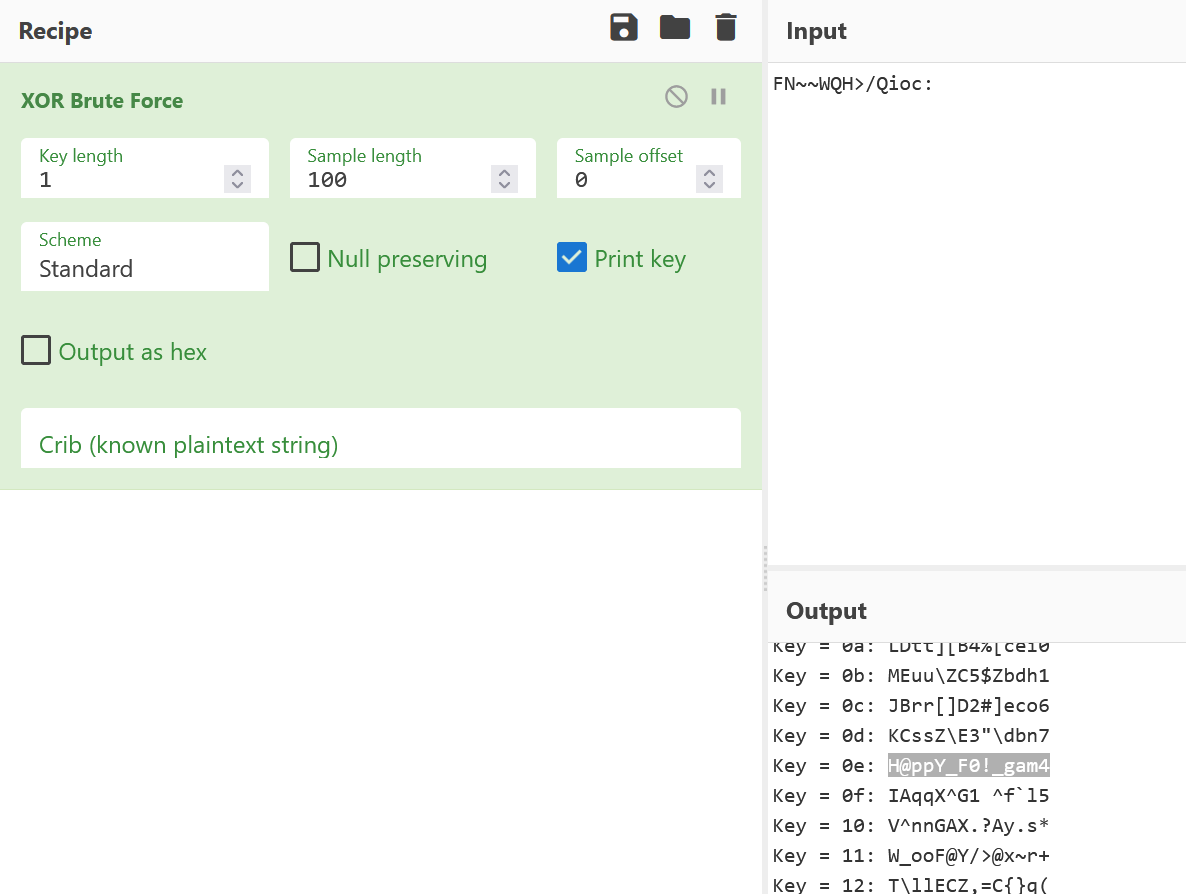 Recipe
XOR Brute Force
Key length
1
Sample length
100
Sample offset
0
Scheme
Standard
Null preserving
Print key
Output as hex
Crib (known plaintext string)
Input
FN~~WQH>/Qioc:
Output
Key = 0a: LDtt][B4%[cei0
Key = 0b: MEuu\ZC5$Zbdh1
Key = 0c: JBrr[]D2#]eco6
Key = 0d: KCssZ\E3"\dbn7
Key = 0e: H@ppY_F0!_gam4
Key = 0f: IAqqX^G1 ^f`l5
Key = 10: V^nnGAX.?Ay.s*
Key = 11: W_ooF@Y/>@x~r+
Key = 12: T\llECZ,=C{}q(